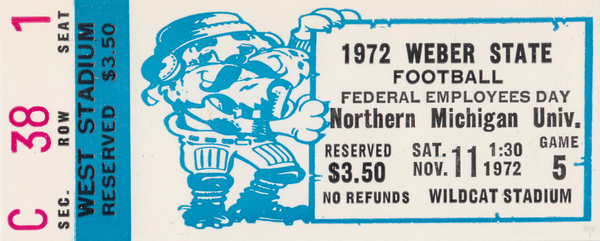 C 38 1
SEC. ROW SEAT
WEST STADIUM
RESERVED $3.50
1972 WEBER STATE
FOOTBALL
FEDERAL EMPLOYEES DAY
Northern Michigan Univ.
RESERVED SAT. 11 1:30 GAME
$3.50 NOV. 1972 5
NO REFUNDS WILDCAT STADIUM